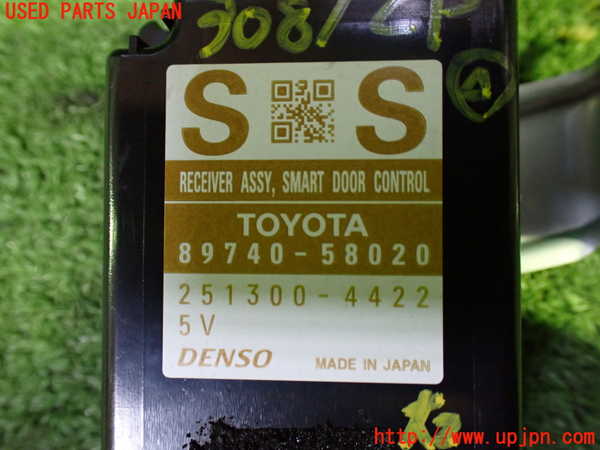 USED PARTS JAPAN
S S
RECEIVER ASSY, SMART DOOR CONTROL
TOYOTA
89740-58020
251300-4422
5V
DENSO MADE IN JAPAN
http://www.upjpn.com/